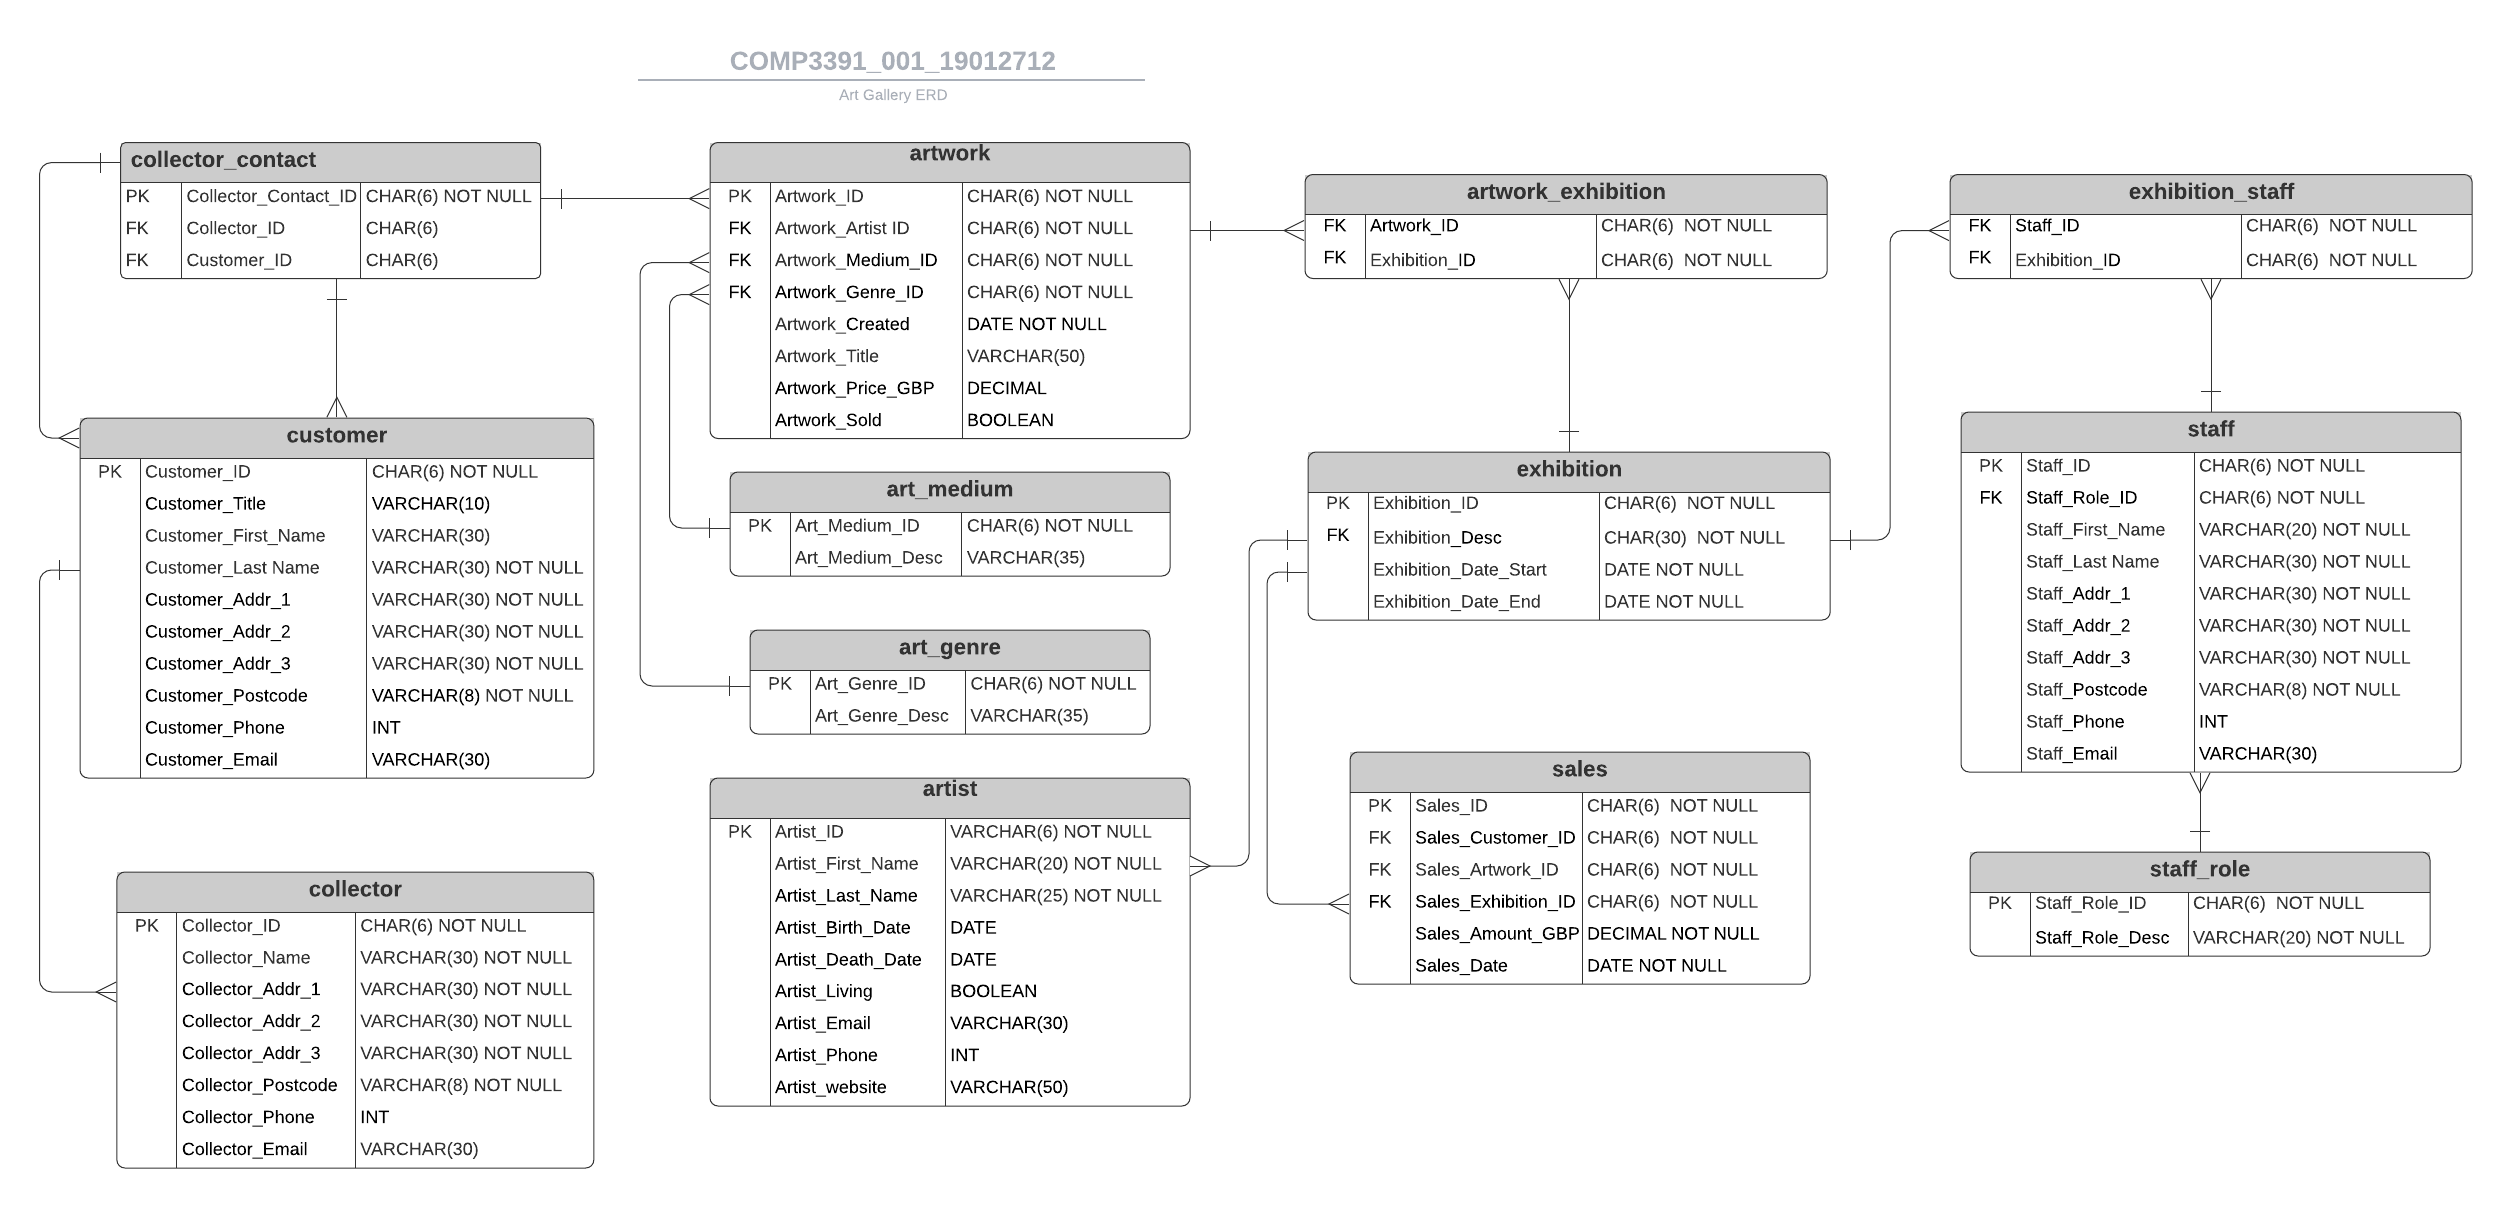 COMP3391_001_19012712
Art Gallery ERD
collector_contact
PK Collector_Contact_ID CHAR(6) NOT NULL
FK Collector_ID CHAR(6)
FK Customer_ID CHAR(6)
customer
PK Customer_ID CHAR(6) NOT NULL
Customer_Title VARCHAR(10)
Customer_First_Name VARCHAR(30)
Customer_Last Name VARCHAR(30) NOT NULL
Customer_Addr_1 VARCHAR(30) NOT NULL
Customer_Addr_2 VARCHAR(30) NOT NULL
Customer_Addr_3 VARCHAR(30) NOT NULL
Customer_Postcode VARCHAR(8) NOT NULL
Customer_Phone INT
Customer_Email VARCHAR(30)
collector
PK Collector_ID CHAR(6) NOT NULL
Collector_Name VARCHAR(30) NOT NULL
Collector_Addr_1 VARCHAR(30) NOT NULL
Collector_Addr_2 VARCHAR(30) NOT NULL
Collector_Addr_3 VARCHAR(30) NOT NULL
Collector_Postcode VARCHAR(8) NOT NULL
Collector_Phone INT
Collector_Email VARCHAR(30)
artwork
PK Artwork_ID CHAR(6) NOT NULL
FK Artwork_Artist ID CHAR(6) NOT NULL
FK Artwork_Medium_ID CHAR(6) NOT NULL
FK Artwork_Genre_ID CHAR(6) NOT NULL
Artwork_Created DATE NOT NULL
Artwork_Title VARCHAR(50)
Artwork_Price_GBP DECIMAL
Artwork_Sold BOOLEAN
art_medium
PK Art_Medium_ID CHAR(6) NOT NULL
Art_Medium_Desc VARCHAR(35)
art_genre
PK Art_Genre_ID CHAR(6) NOT NULL
Art_Genre_Desc VARCHAR(35)
artist
PK Artist_ID VARCHAR(6) NOT NULL
Artist_First_Name VARCHAR(20) NOT NULL
Artist_Last_Name VARCHAR(25) NOT NULL
Artist_Birth_Date DATE
Artist_Death_Date DATE
Artist_Living BOOLEAN
Artist_Email VARCHAR(30)
Artist_Phone INT
Artist_website VARCHAR(50)
artwork_exhibition
FK Artwork_ID CHAR(6) NOT NULL
FK Exhibition_ID CHAR(6) NOT NULL
exhibition
PK Exhibition_ID CHAR(6) NOT NULL
FK Exhibition_Desc CHAR(30) NOT NULL
Exhibition_Date_Start DATE NOT NULL
Exhibition_Date_End DATE NOT NULL
sales
PK Sales_ID CHAR(6) NOT NULL
FK Sales_Customer_ID CHAR(6) NOT NULL
FK Sales_Artwork_ID CHAR(6) NOT NULL
FK Sales_Exhibition_ID CHAR(6) NOT NULL
Sales_Amount_GBP DECIMAL NOT NULL
Sales_Date DATE NOT NULL
exhibition_staff
FK Staff_ID CHAR(6) NOT NULL
FK Exhibition_ID CHAR(6) NOT NULL
staff
PK Staff_ID CHAR(6) NOT NULL
FK Staff_Role_ID CHAR(6) NOT NULL
Staff_First_Name VARCHAR(20) NOT NULL
Staff_Last Name VARCHAR(30) NOT NULL
Staff_Addr_1 VARCHAR(30) NOT NULL
Staff_Addr_2 VARCHAR(30) NOT NULL
Staff_Addr_3 VARCHAR(30) NOT NULL
Staff_Postcode VARCHAR(8) NOT NULL
Staff_Phone INT
Staff_Email VARCHAR(30)
staff_role
PK Staff_Role_ID CHAR(6) NOT NULL
Staff_Role_Desc VARCHAR(20) NOT NULL